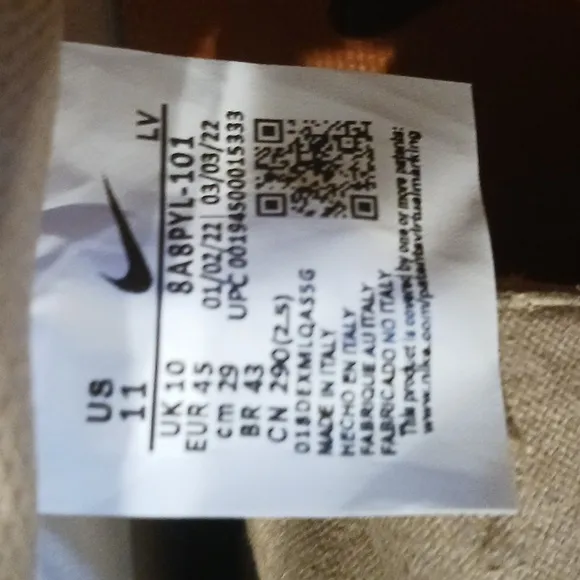 US
11
LV
UK 10
8A8PYL-101
EUR 45
01/02/22 | 03/03/22
cm 29
UPC 00194500015333
BR 43
CN 290(2.5)
018DEXMLQA55G
MADE IN ITALY
HECHO EN ITALY
FABRIQUE AU ITALY
FABRICADO NO ITALY
This product is covered by one or more patents:
www.nike.com/patentsvirtualmarking